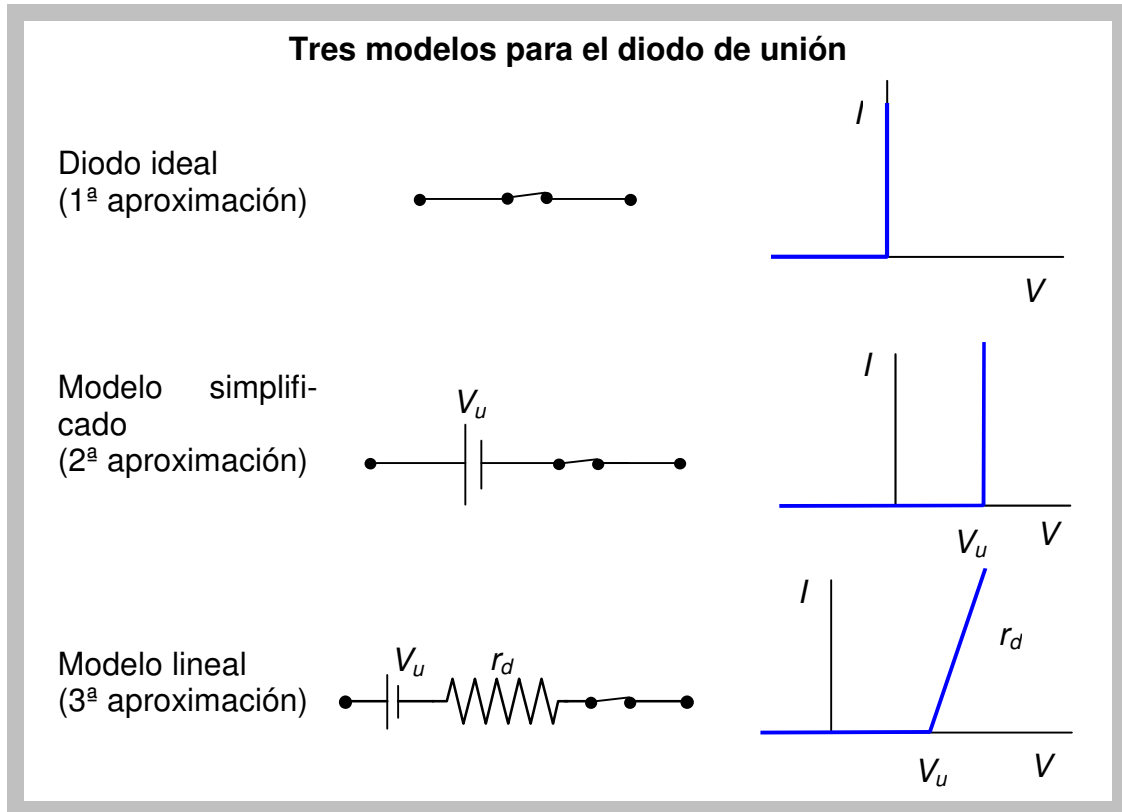 Tres modelos para el diodo de unión
Diodo ideal
(1ª aproximación)
I
V
Modelo simplifi-
cado
(2ª aproximación)
Vu
I
Vu
V
Modelo lineal
(3ª aproximación)
Vu
rd
I
rd
Vu
V